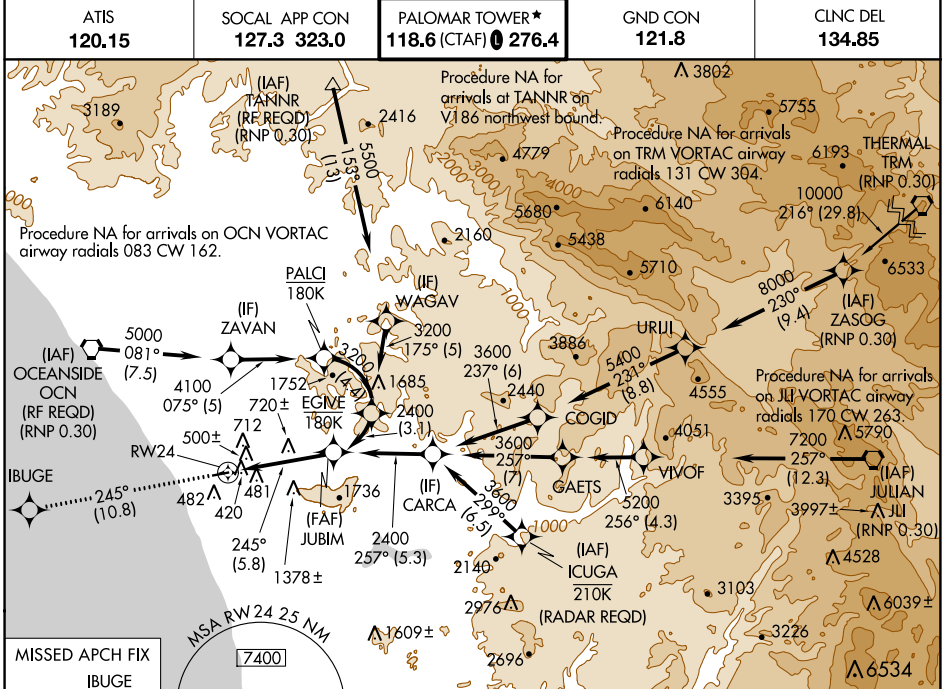 ATIS
120.15
SOCAL APP CON
127.3 323.0
PALOMAR TOWER★
118.6 (CTAF) L 276.4
GND CON
121.8
CLNC DEL
134.85
(IAF)
TANNR
(RF REQD)
(RNP 0.30)
3189
2416
5500
153°
(13)
Procedure NA for
arrivals at TANNR on
V186 northwest bound.
3802
5755
4779
Procedure NA for arrivals
on TRM VORTAC airway
radials 131 CW 304.
6193
THERMAL
TRM
(RNP 0.30)
10000
216° (29.8)
2000
3000
4000
5680
6140
5438
5710
2160
1000
6533
Procedure NA for arrivals on OCN VORTAC
airway radials 083 CW 162.
PALCI
180K
(IF)
WAGAV
3200
175° (5)
(IF)
ZAVAN
8000
230°
(9.4)
(IAF)
ZASOG
(RNP 0.30)
URIJI
5000
081°
(7.5)
(IAF)
OCEANSIDE
OCN
(RF REQD)
(RNP 0.30)
4100
075° (5)
3200
(4.4)
1752
1685
3600
237° (6)
3886
5400
231°
(8.8)
2440
4555
EGIVE
180K
2400
(3.1)
COGID
Procedure NA for arrivals
on JLI VORTAC airway
radials 170 CW 263.
5790
720±
712
500±
RW24
482
420
481
IBUGE
245°
(10.8)
3600
257°
(7)
4051
7200
257°
(12.3)
GAETS
VIVOF
5200
256° (4.3)
(IAF)
JULIAN
JLI
(RNP 0.30)
3395
3997±
(IF)
CARCA
(FAF)
JUBIM
1736
3600
299°
(6.5)
1000
245°
(5.8)
1378±
2400
257° (5.3)
(IAF)
ICUGA
210K
(RADAR REQD)
2140
4528
2976
3103
6039±
1609±
3226
2696
6534
MSA RW 24 25 NM
7400
MISSED APCH FIX
IBUGE